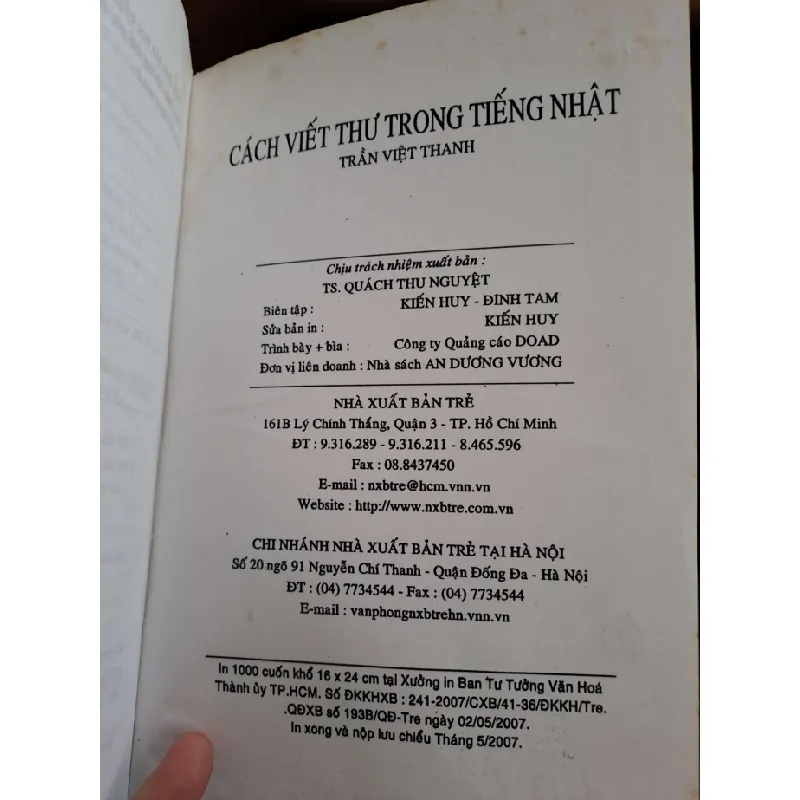 CÁCH VIẾT THƯ TRONG TIẾNG NHẬT
TRẦN VIỆT THANH
Chịu trách nhiệm xuất bản :
TS. QUÁCH THU NGUYỆT
Biên tập : KIẾN HUY - ĐINH TAM
Sửa bản in : KIẾN HUY
Trình bày + bìa : Công ty Quảng cáo DOAD
Đơn vị liên doanh : Nhà sách AN DƯƠNG VƯƠNG
NHÀ XUẤT BẢN TRẺ
161B Lý Chính Thắng, Quận 3 - TP. Hồ Chí Minh
ĐT : 9.316.289 - 9.316.211 - 8.465.596
Fax : 08.8437450
E-mail : nxbtre@hcm.vnn.vn
Website : http://www.nxbtre.com.vn
CHI NHÁNH NHÀ XUẤT BẢN TRẺ TẠI HÀ NỘI
Số 20 ngõ 91 Nguyễn Chí Thanh - Quận Đống Đa - Hà Nội
ĐT : (04) 7734544 - Fax : (04) 7734544
E-mail : vanphongnxbtrehn.vnn.vn
In 1000 cuốn khổ 16 x 24 cm tại Xưởng in Ban Tư Tưởng Văn Hoá
Thành ủy TP.HCM. Số ĐKKHXB : 241-2007/CXB/41-36/ĐKKH/Tre.
.QĐXB số 193B/QĐ-Tre ngày 02/05/2007.
In xong và nộp lưu chiểu Tháng 5/2007.